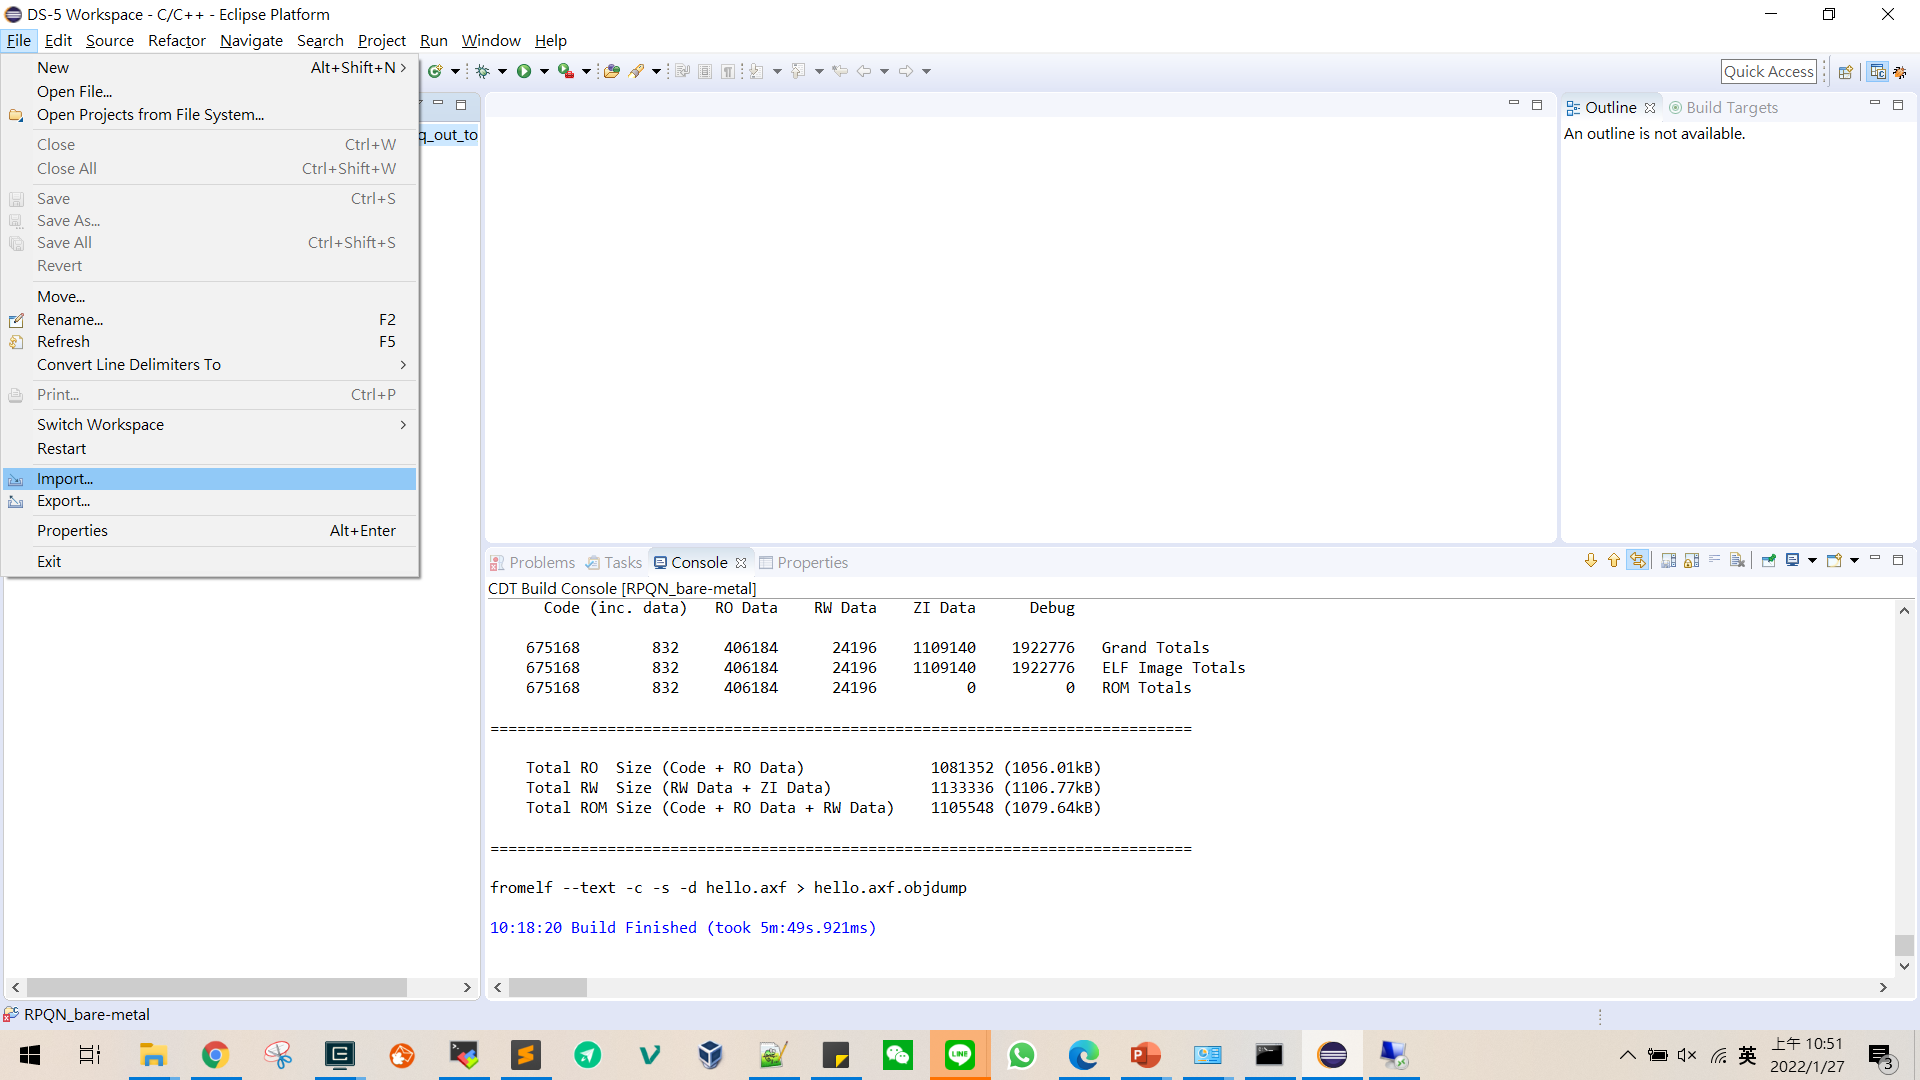 DS-5 Workspace - C/C++ - Eclipse Platform
File Edit Source Refactor Navigate Search Project Run Window Help
New Alt+Shift+N
Open File...
Open Projects from File System...
Close Ctrl+W
Close All Ctrl+Shift+W
Save Ctrl+S
Save As...
Save All Ctrl+Shift+S
Revert
Move...
Rename... F2
Refresh F5
Convert Line Delimiters To
Print... Ctrl+P
Switch Workspace
Restart
Import...
Export...
Properties Alt+Enter
Exit
q_out_to
Quick Access
Outline Build Targets
An outline is not available.
Problems Tasks Console Properties
CDT Build Console [RPQN_bare-metal]
Code (inc. data) RO Data RW Data ZI Data Debug
675168 832 406184 24196 1109140 1922776 Grand Totals
675168 832 406184 24196 1109140 1922776 ELF Image Totals
675168 832 406184 24196 0 0 ROM Totals
==============================================================================
Total RO Size (Code + RO Data) 1081352 (1056.01kB)
Total RW Size (RW Data + ZI Data) 1133336 (1106.77kB)
Total ROM Size (Code + RO Data + RW Data) 1105548 (1079.64kB)
==============================================================================
fromelf --text -c -s -d hello.axf > hello.axf.objdump
10:18:20 Build Finished (took 5m:49s.921ms)
RPQN_bare-metal
LINE
英
上午 10:51
2022/1/27
3